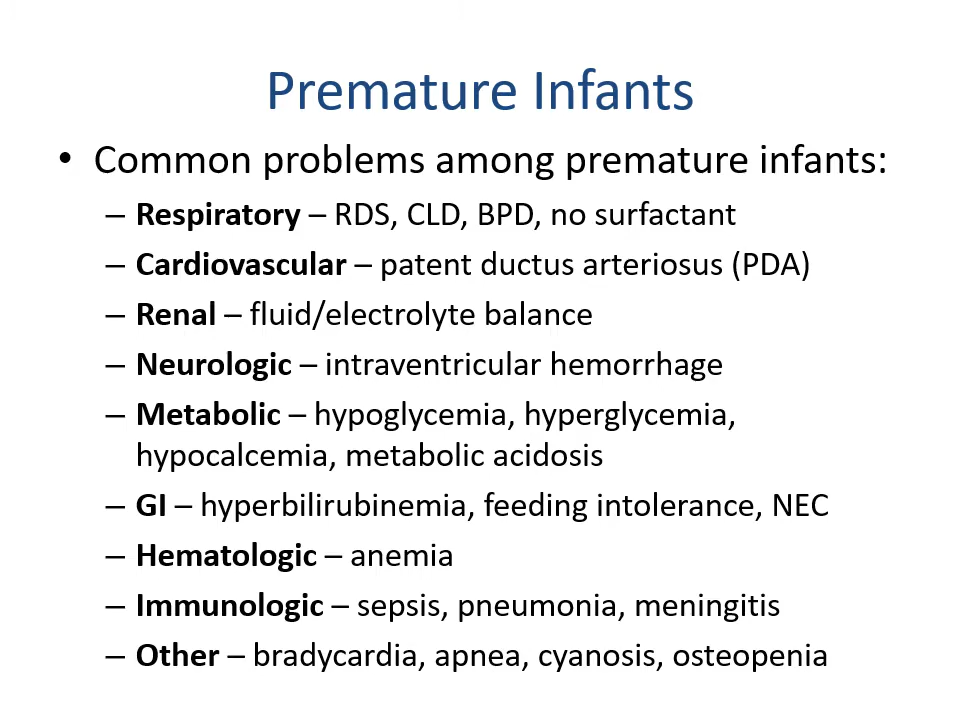 Premature Infants
• Common problems among premature infants:
– Respiratory – RDS, CLD, BPD, no surfactant
– Cardiovascular – patent ductus arteriosus (PDA)
– Renal – fluid/electrolyte balance
– Neurologic – intraventricular hemorrhage
– Metabolic – hypoglycemia, hyperglycemia,
hypocalcemia, metabolic acidosis
– GI – hyperbilirubinemia, feeding intolerance, NEC
– Hematologic – anemia
– Immunologic – sepsis, pneumonia, meningitis
– Other – bradycardia, apnea, cyanosis, osteopenia